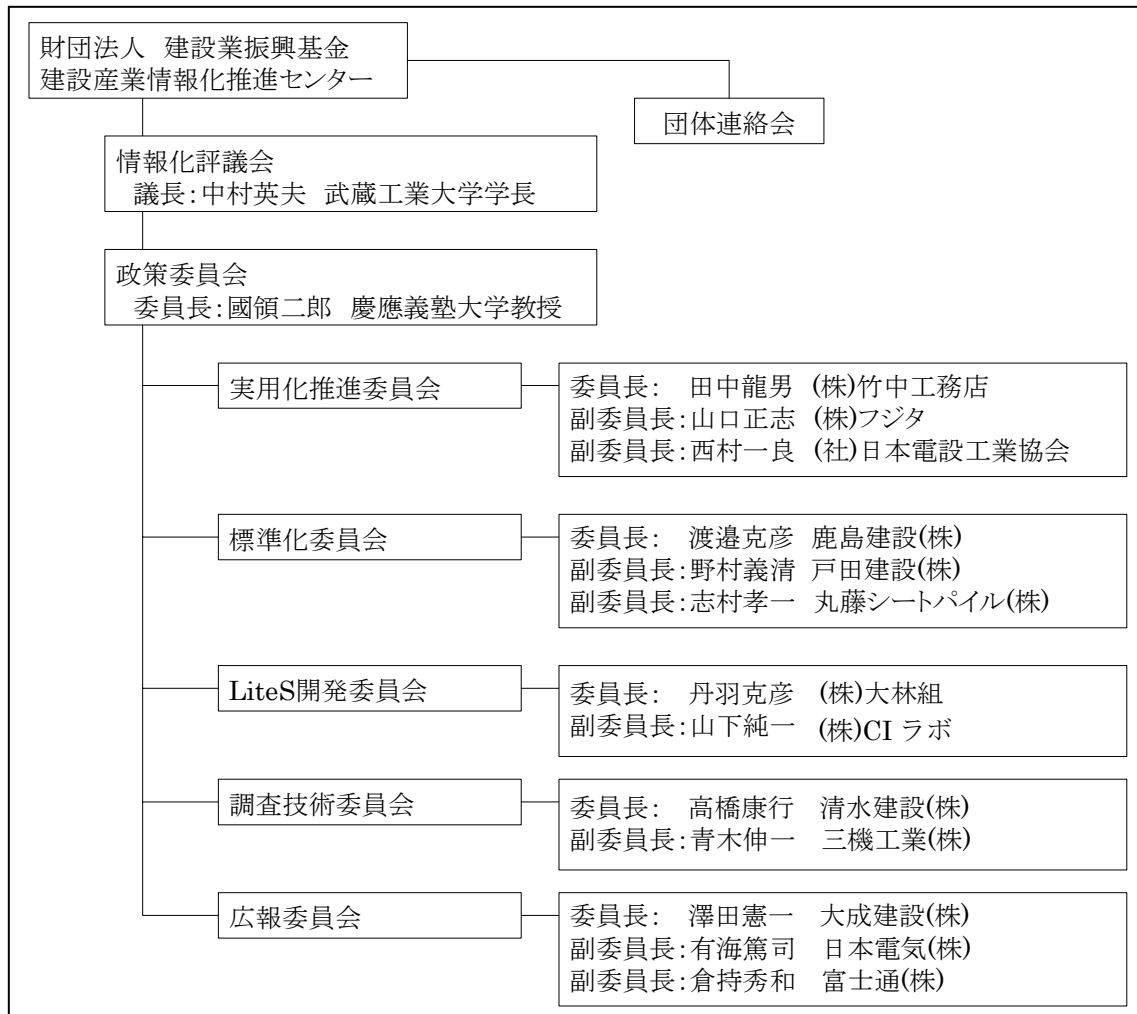 財団法人 建設業振興基金
建設産業情報化推進センター
団体連絡会
情報化評議会
議長:中村英夫 武蔵工業大学学長
政策委員会
委員長:國領二郎 慶應義塾大学教授
実用化推進委員会
委員長: 田中龍男 (株)竹中工務店
副委員長:山口正志 (株)フジタ
副委員長:西村一良 (社)日本電設工業協会
標準化委員会
委員長: 渡邉克彦 鹿島建設(株)
副委員長:野村義清 戸田建設(株)
副委員長:志村孝一 丸藤シートパイル(株)
LiteS開発委員会
委員長: 丹羽克彦 (株)大林組
副委員長:山下純一 (株)CI ラボ
調査技術委員会
委員長: 高橋康行 清水建設(株)
副委員長:青木伸一 三機工業(株)
広報委員会
委員長: 澤田憲一 大成建設(株)
副委員長:有海篤司 日本電気(株)
副委員長:倉持秀和 富士通(株)